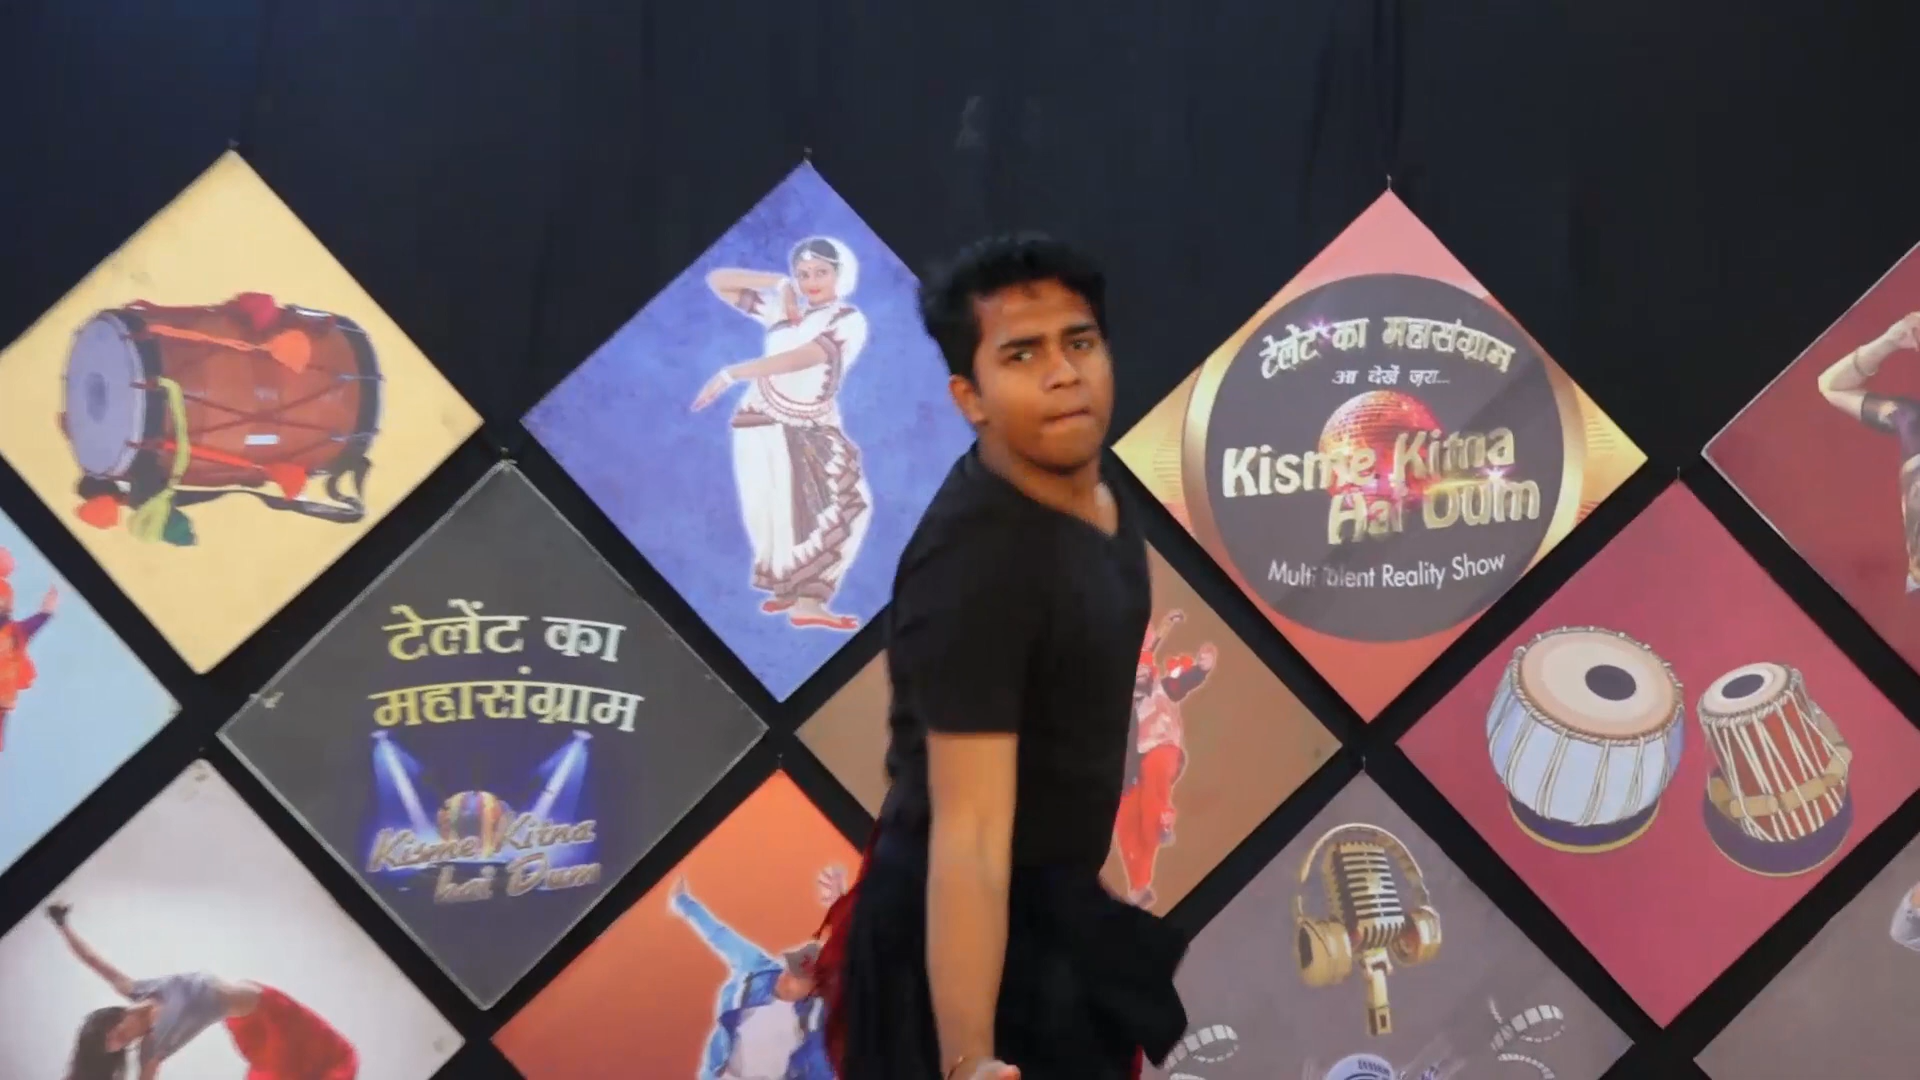 टेलेंट का महासंग्राम
आ देखें ज़रा...
Kisme Kitna
Hai Dum
Multi Talent Reality Show
टेलेंट का
महासंग्राम
Kisme Kitna
hai Dum